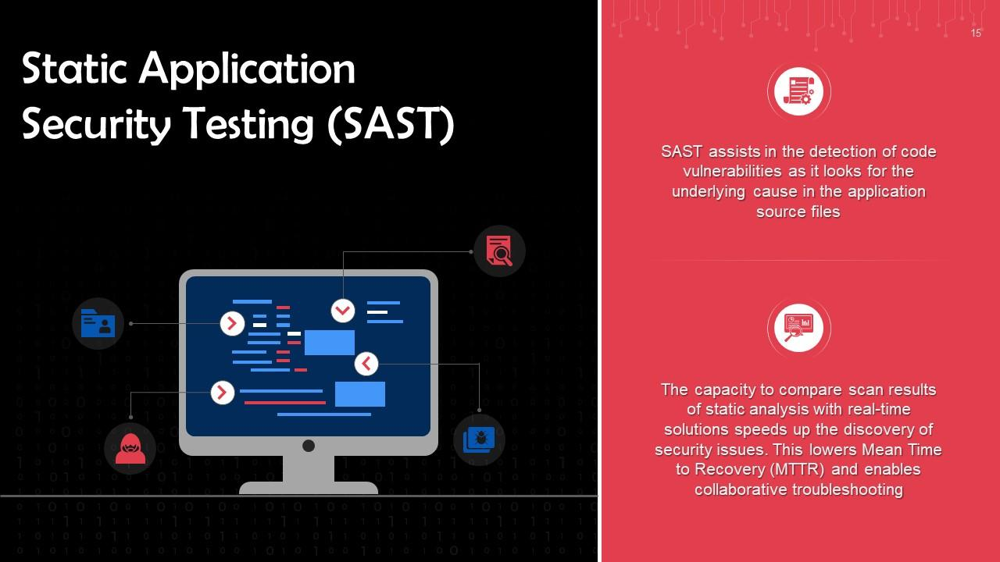 Static Application
Security Testing (SAST)
15
SAST assists in the detection of code
vulnerabilities as it looks for the
underlying cause in the application
source files
The capacity to compare scan results
of static analysis with real-time
solutions speeds up the discovery of
security issues. This lowers Mean Time
to Recovery (MTTR) and enables
collaborative troubleshooting